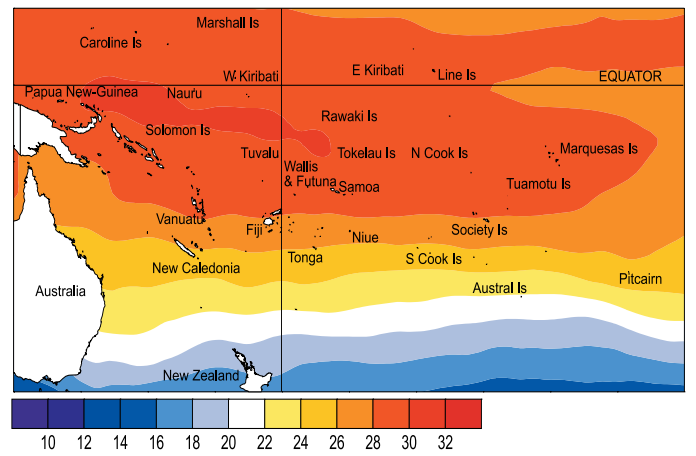 Marshall Is
Caroline Is
W Kiribati
E Kiribati
Line Is
EQUATOR
Papua New-Guinea
Nauru
Rawaki Is
Solomon Is
Tuvalu
Tokelau Is
N Cook Is
Marquesas Is
Wallis
& Futuna
Samoa
Tuamotu Is
Vanuatu
Fiji
Niue
Society Is
New Caledonia
Tonga
S Cook Is
Pitcairn
Australia
Austral Is
New Zealand
10 12 14 16 18 20 22 24 26 28 30 32